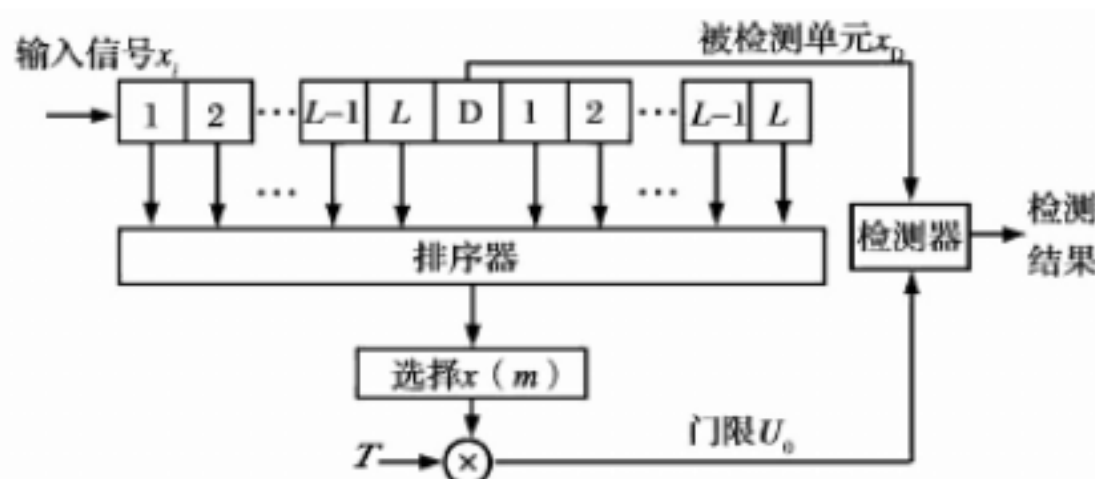 被检测单元x_D
输入信号x_i
1 2 … L-1 L D 1 2 … L-1 L
… …
检测器
检测
结果
排序器
选择x（m）
门限U_0
T ×